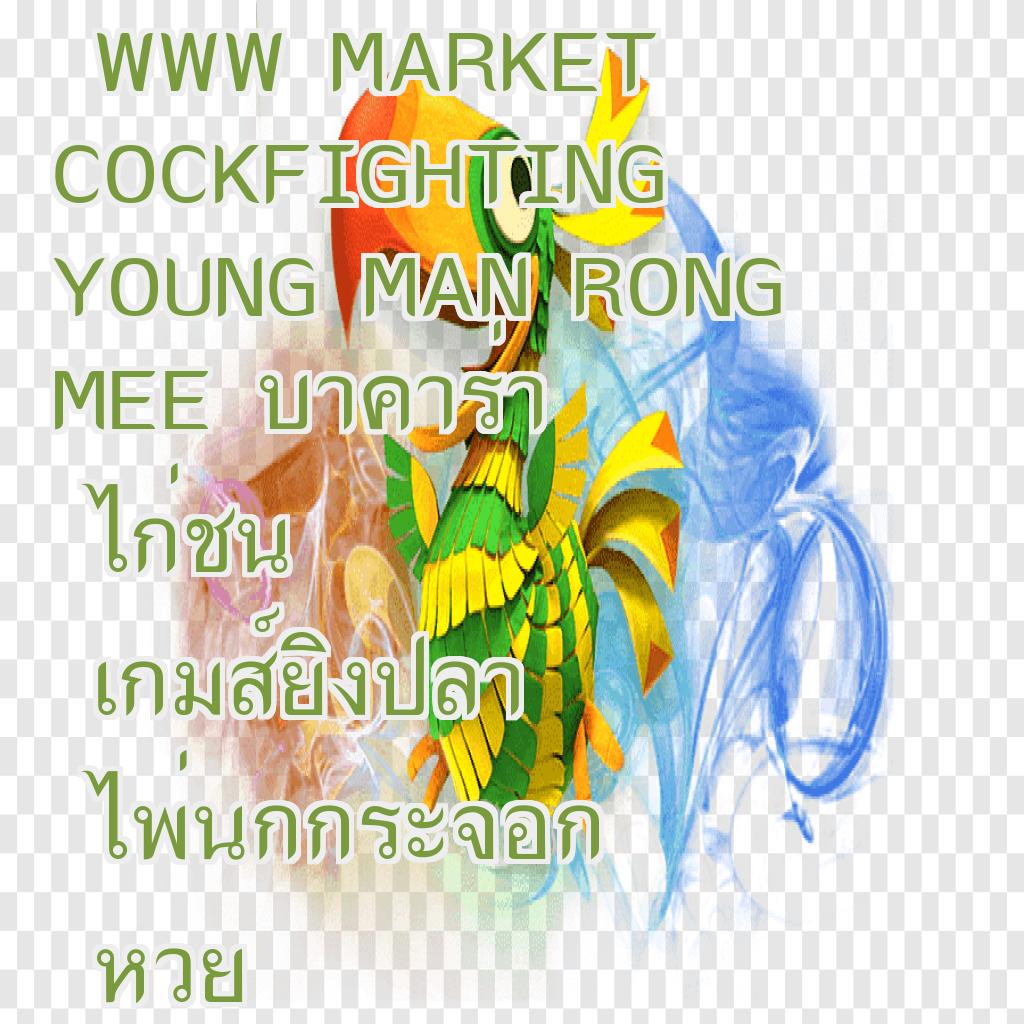 WWW MARKET
COCKFIGHTING
YOUNG MAN RONG
MEE บุาคารา
ไก่ชน
เกมส์ยิงปลา
ไพ่นกกระจอก
หวย